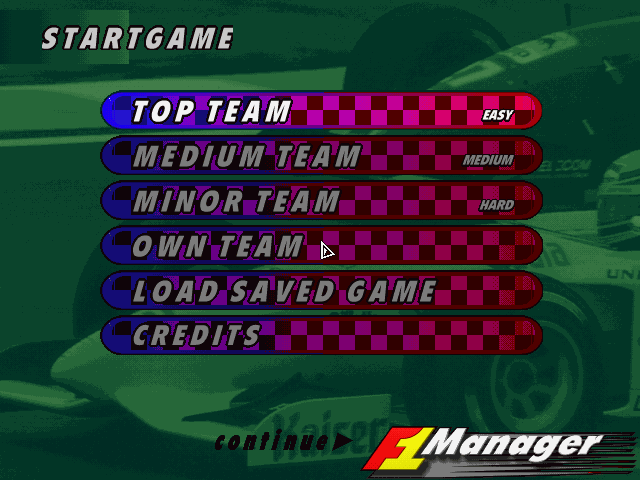 STARTGAME
TOP TEAM EASY
MEDIUM TEAM MEDIUM
MINOR TEAM HARD
OWN TEAM
LOAD SAVED GAME
CREDITS
Kaiser
continue
F1 Manager